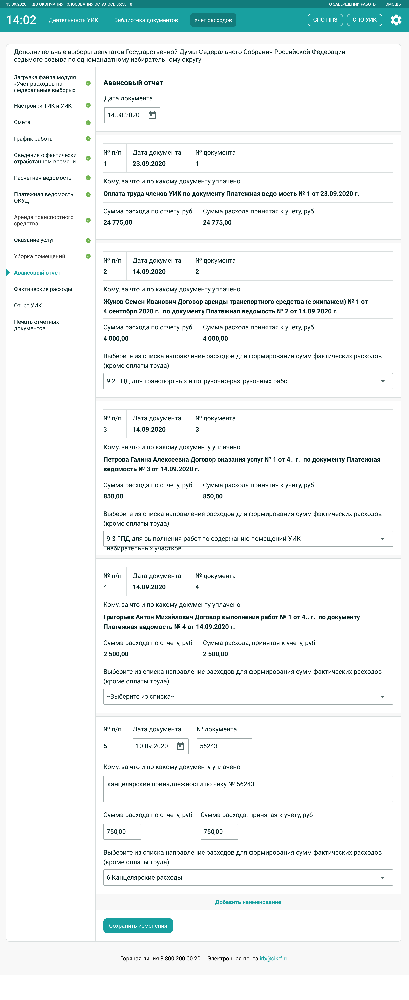 13.09.2020 ДО ОКОНЧАНИЯ ГОЛОСОВАНИЯ ОСТАЛОСЬ 05:58:10 О ЗАВЕРШЕНИИ РАБОТЫ ПОМОЩЬ
14:02 Деятельность УИК Библиотека документов Учет расходов СПО ППЗ СПО УИК
Дополнительные выборы депутатов Государственной Думы Федерального Собрания Российской Федерации
седьмого созыва по одномандатному избирательному округу
Загрузка файла модуля
«Учет расходов на
федеральные выборы»
Настройки ТИК и УИК
Смета
График работы
Сведения о фактически
отработанном времени
Расчетная ведомость
Платежная ведомость
ОКУД
Аренда транспортного
средства
Оказание услуг
Уборка помещений
Авансовый отчет
Фактические расходы
Отчет УИК
Печать отчетных
документов
Авансовый отчет
Дата документа
14.08.2020
№ п/п Дата документа № документа
1 23.09.2020 1
Кому, за что и по какому документу уплачено
Оплата труда членов УИК по документу Платежная ведо мость № 1 от 23.09.2020 г.
Сумма расхода по отчету, руб Сумма расхода принятая к учету, руб
24 775,00 24 775,00
№ п/п Дата документа № документа
2 14.09.2020 2
Кому, за что и по какому документу уплачено
Жуков Семен Иванович Договор аренды транспортного средства (с экипажем) № 1 от
4.сентября.2020 г. по документу Платежная ведомость № 2 от 14.09.2020 г.
Сумма расхода по отчету, руб Сумма расхода принятая к учету, руб
4 000,00 4 000,00
Выберите из списка направление расходов для формирования сумм фактических расходов
(кроме оплаты труда)
9.2 ГПД для транспортных и погрузочно-разгрузочных работ
№ п/п Дата документа № документа
3 14.09.2020 3
Кому, за что и по какому документу уплачено
Петрова Галина Алексеевна Договор оказания услуг № 1 от 4.. г. по документу Платежная
ведомость № 3 от 14.09.2020 г.
Сумма расхода по отчету, руб Сумма расхода принятая к учету, руб
850,00 850,00
Выберите из списка направление расходов для формирования сумм фактических расходов
(кроме оплаты труда)
9.3 ГПД для выполнения работ по содержанию помещений УИК
избирательных участков
№ п/п Дата документа № документа
4 14.09.2020 4
Кому, за что и по какому документу уплачено
Григорьев Антон Михайлович Договор выполнения работ № 1 от 4.. г. по документу
Платежная ведомость № 4 от 14.09.2020 г.
Сумма расхода по отчету, руб Сумма расхода, принятая к учету, руб
2 500,00 2 500,00
Выберите из списка направление расходов для формирования сумм фактических расходов
(кроме оплаты труда)
--Выберите из списка--
№ п/п Дата документа № документа
5 10.09.2020 56243
Кому, за что и по какому документу уплачено
канцелярские принадлежности по чеку № 56243
Сумма расхода по отчету, руб Сумма расхода, принятая к учету, руб
750,00 750,00
Выберите из списка направление расходов для формирования сумм фактических расходов
(кроме оплаты труда)
6 Канцелярские расходы
Добавить наименование
Сохранить изменения
Горячая линия 8 800 200 00 20 | Электронная почта irb@cikrf.ru